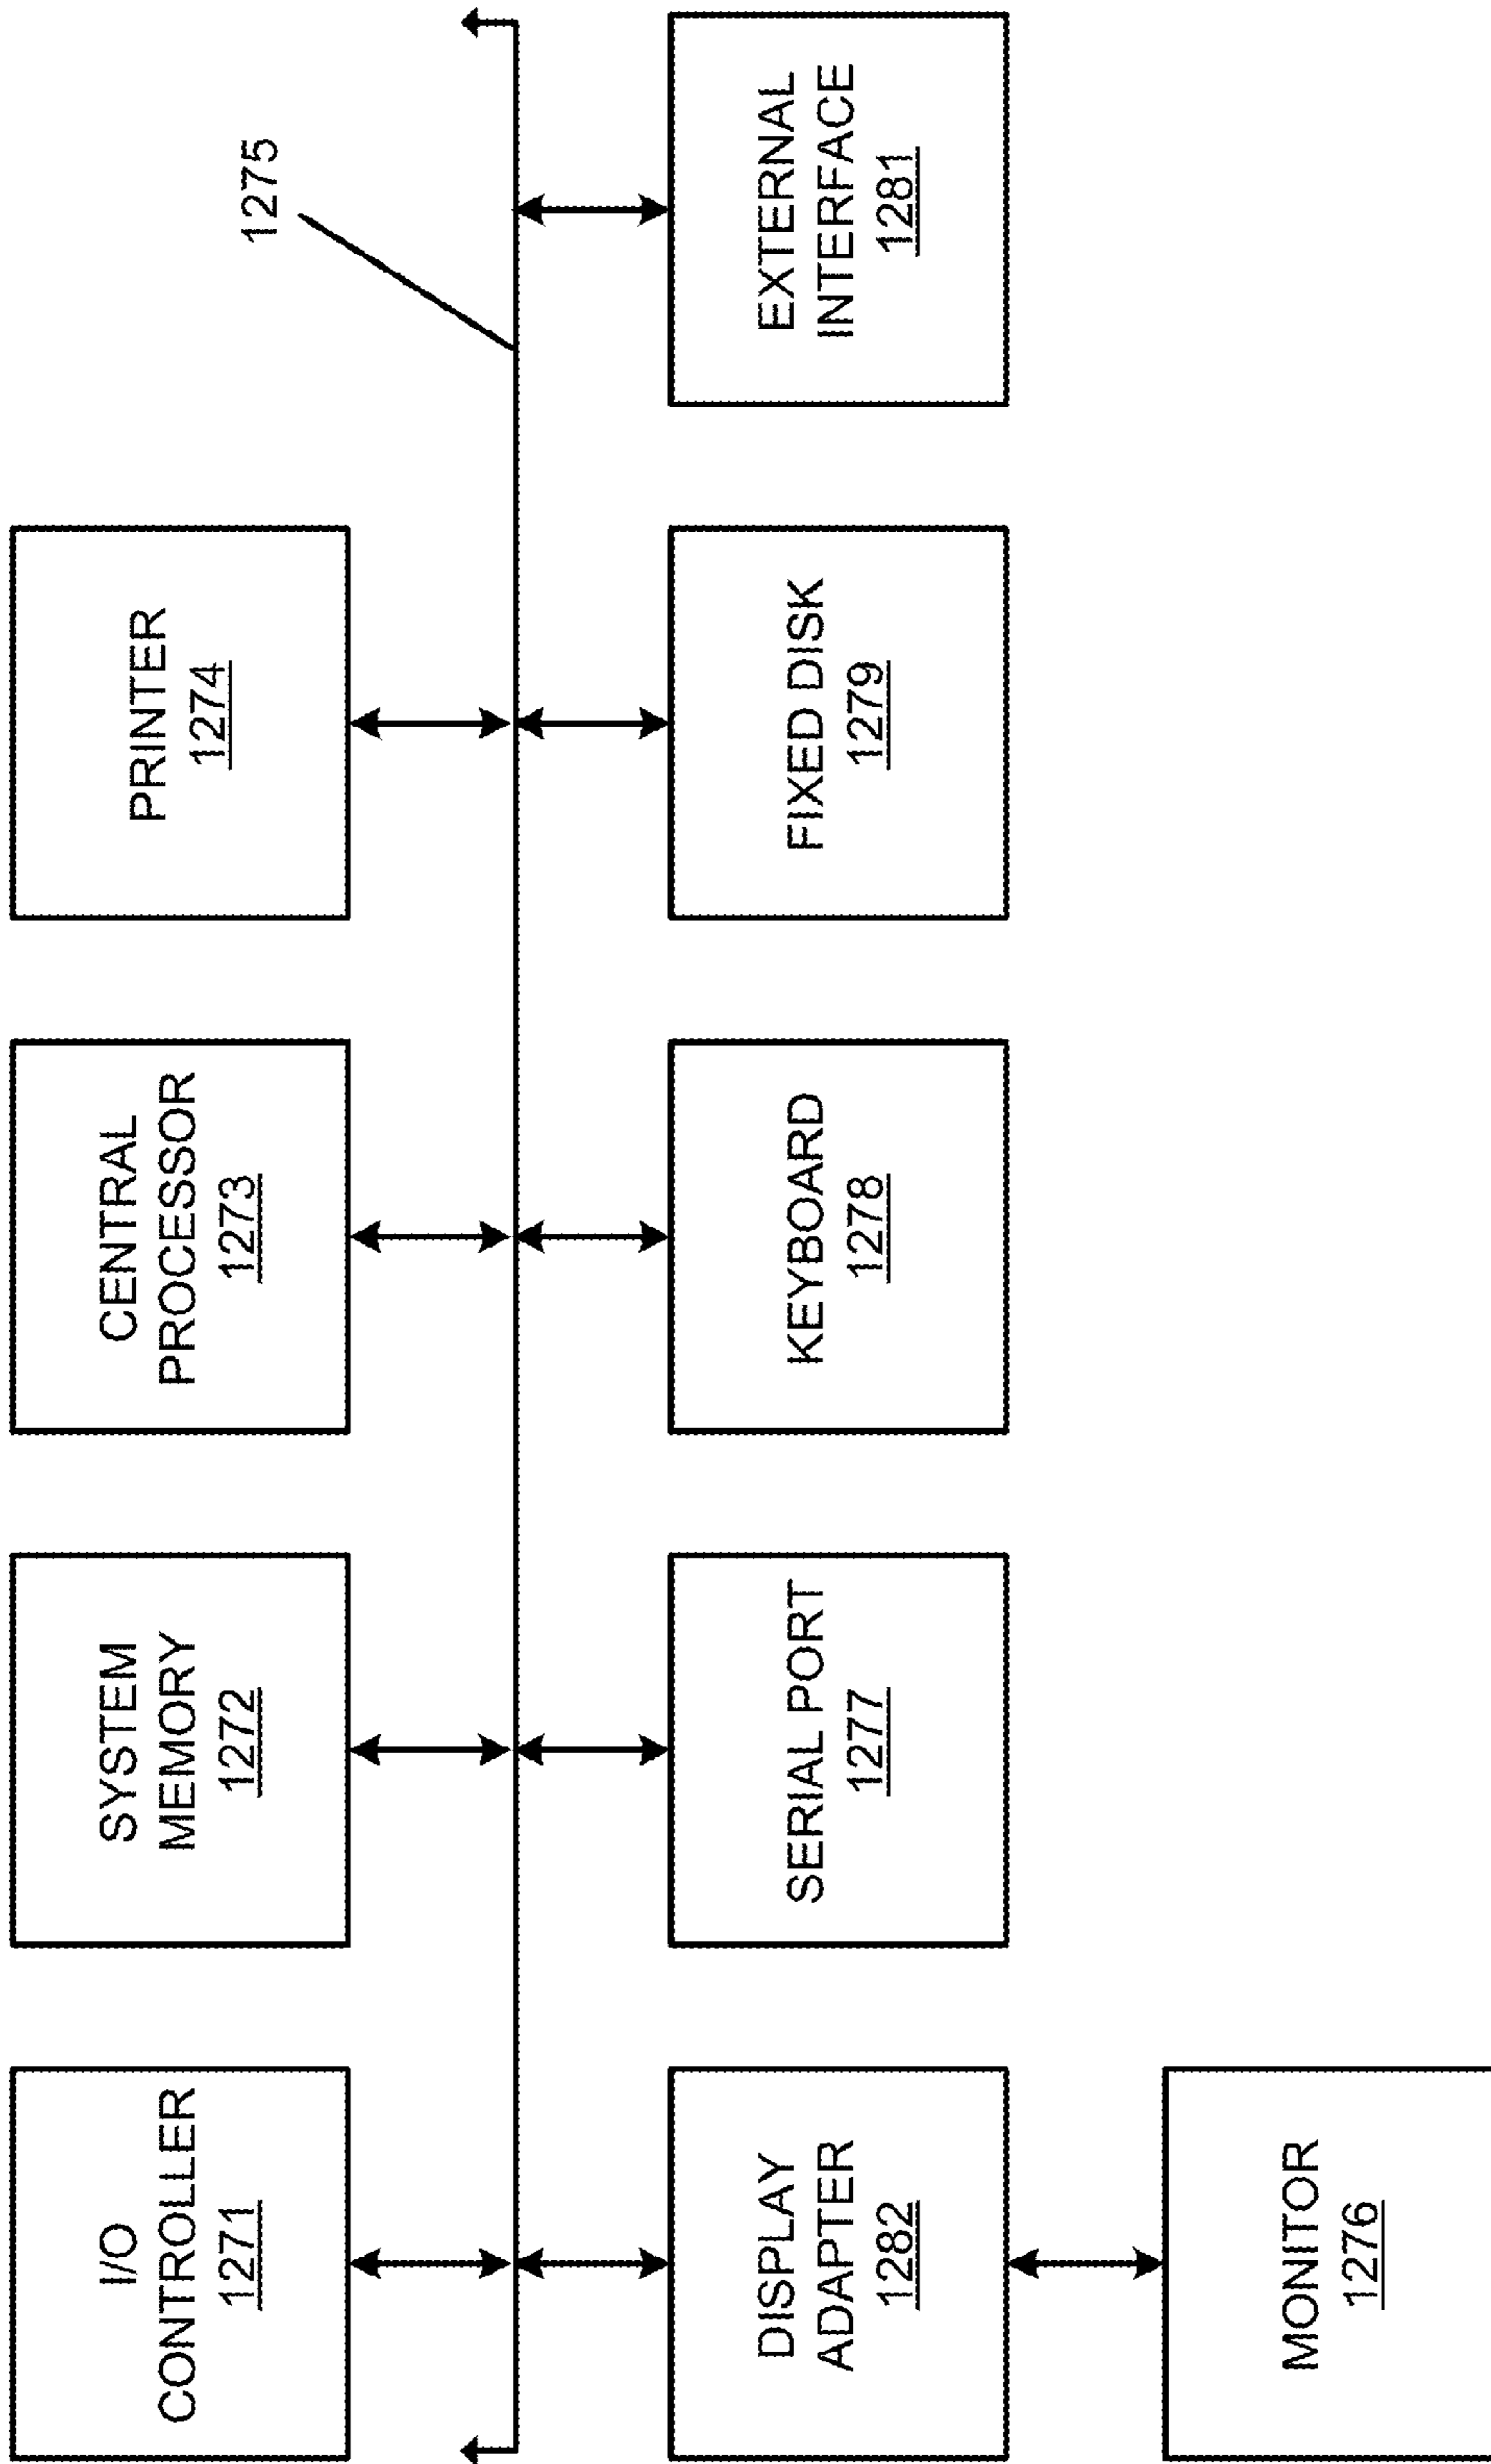 I/O
CONTROLLER
1271
SYSTEM
MEMORY
1272
CENTRAL
PROCESSOR
1273
PRINTER
1274
1275
DISPLAY
ADAPTER
1282
SERIAL PORT
1277
KEYBOARD
1278
FIXED DISK
1279
EXTERNAL
INTERFACE
1281
MONITOR
1276